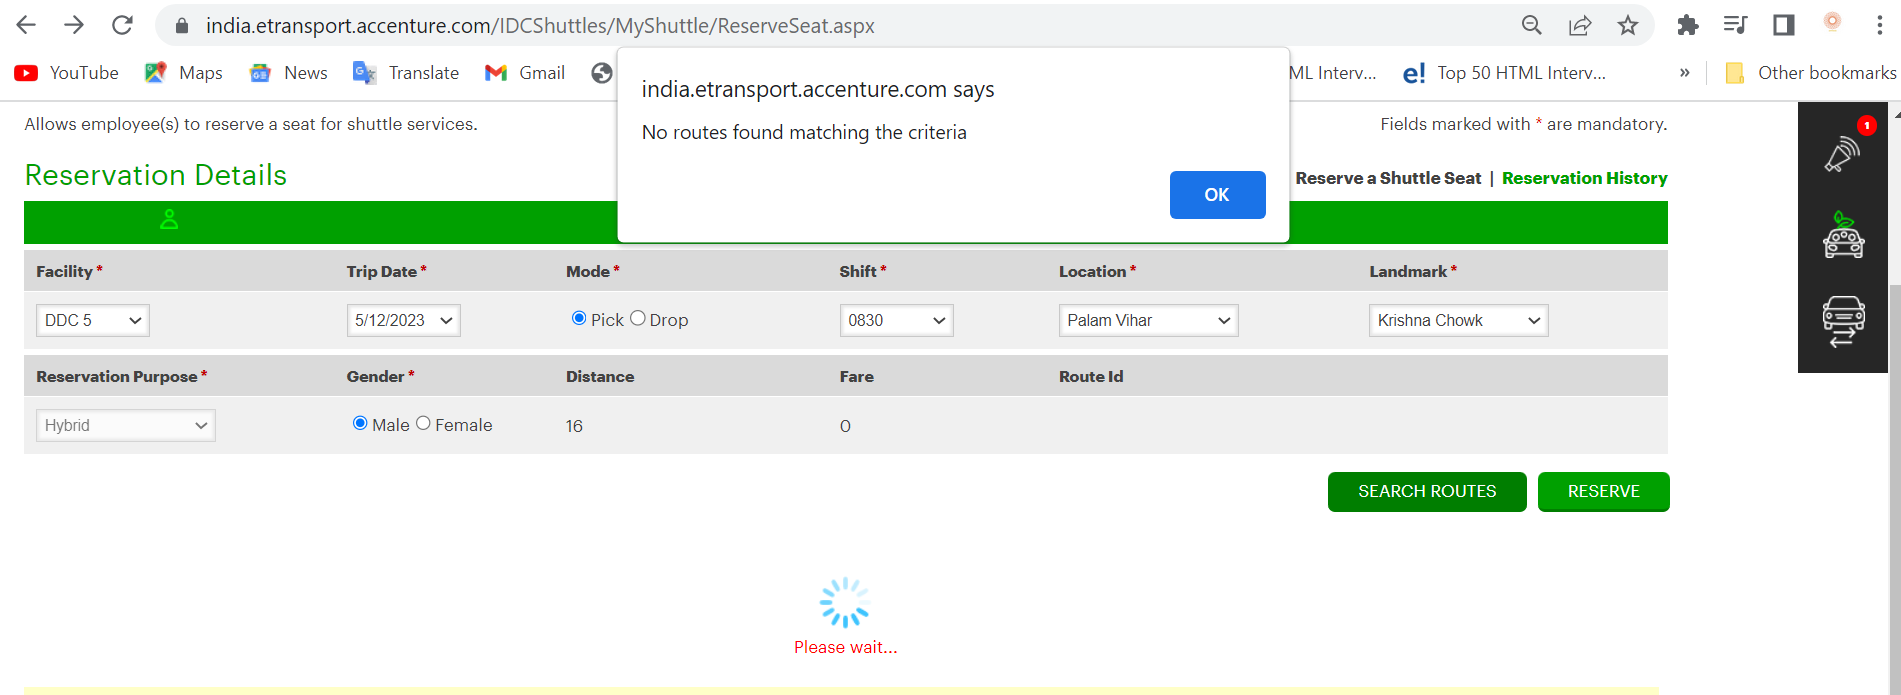 india.etransport.accenture.com/IDCShuttles/MyShuttle/ReserveSeat.aspx
YouTube Maps News Translate Gmail ML Interv... e! Top 50 HTML Interv... » Other bookmarks
india.etransport.accenture.com says
No routes found matching the criteria
OK
Allows employee(s) to reserve a seat for shuttle services. Fields marked with * are mandatory.
1
Reservation Details Reserve a Shuttle Seat | Reservation History
Facility * Trip Date * Mode * Shift * Location * Landmark *
DDC 5 5/12/2023 Pick Drop 0830 Palam Vihar Krishna Chowk
Reservation Purpose * Gender * Distance Fare Route Id
Hybrid Male Female 16 0
SEARCH ROUTES RESERVE
Please wait...